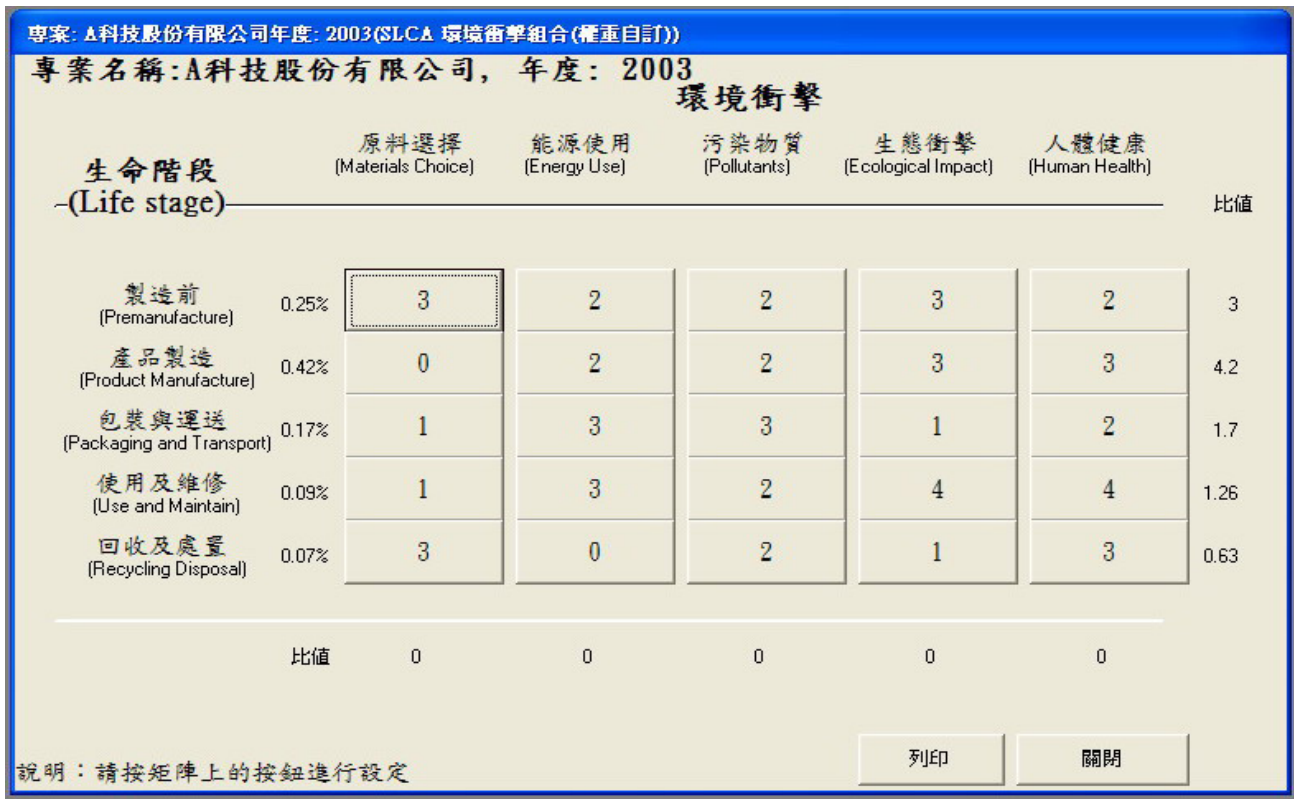 專案: A科技股份有限公司年度: 2003(SLCA 環境衝擊組合(權重自訂))
專案名稱:A科技股份有限公司, 年度: 2003
環境衝擊
原料選擇 能源使用 污染物質 生態衝擊 人體健康
(Materials Choice) (Energy Use) (Pollutants) (Ecological Impact) (Human Health)
生命階段
(Life stage) 比值
製造前
(Premanufacture) 0.25% 3 2 2 3 2 3
產品製造
(Product Manufacture) 0.42% 0 2 2 3 3 4.2
包裝與運送
(Packaging and Transport) 0.17% 1 3 3 1 2 1.7
使用及維修
(Use and Maintain) 0.09% 1 3 2 4 4 1.26
回收及處置
(Recycling Disposal) 0.07% 3 0 2 1 3 0.63
比值 0 0 0 0 0
列印 關閉
說明：請按矩陣上的按鈕進行設定